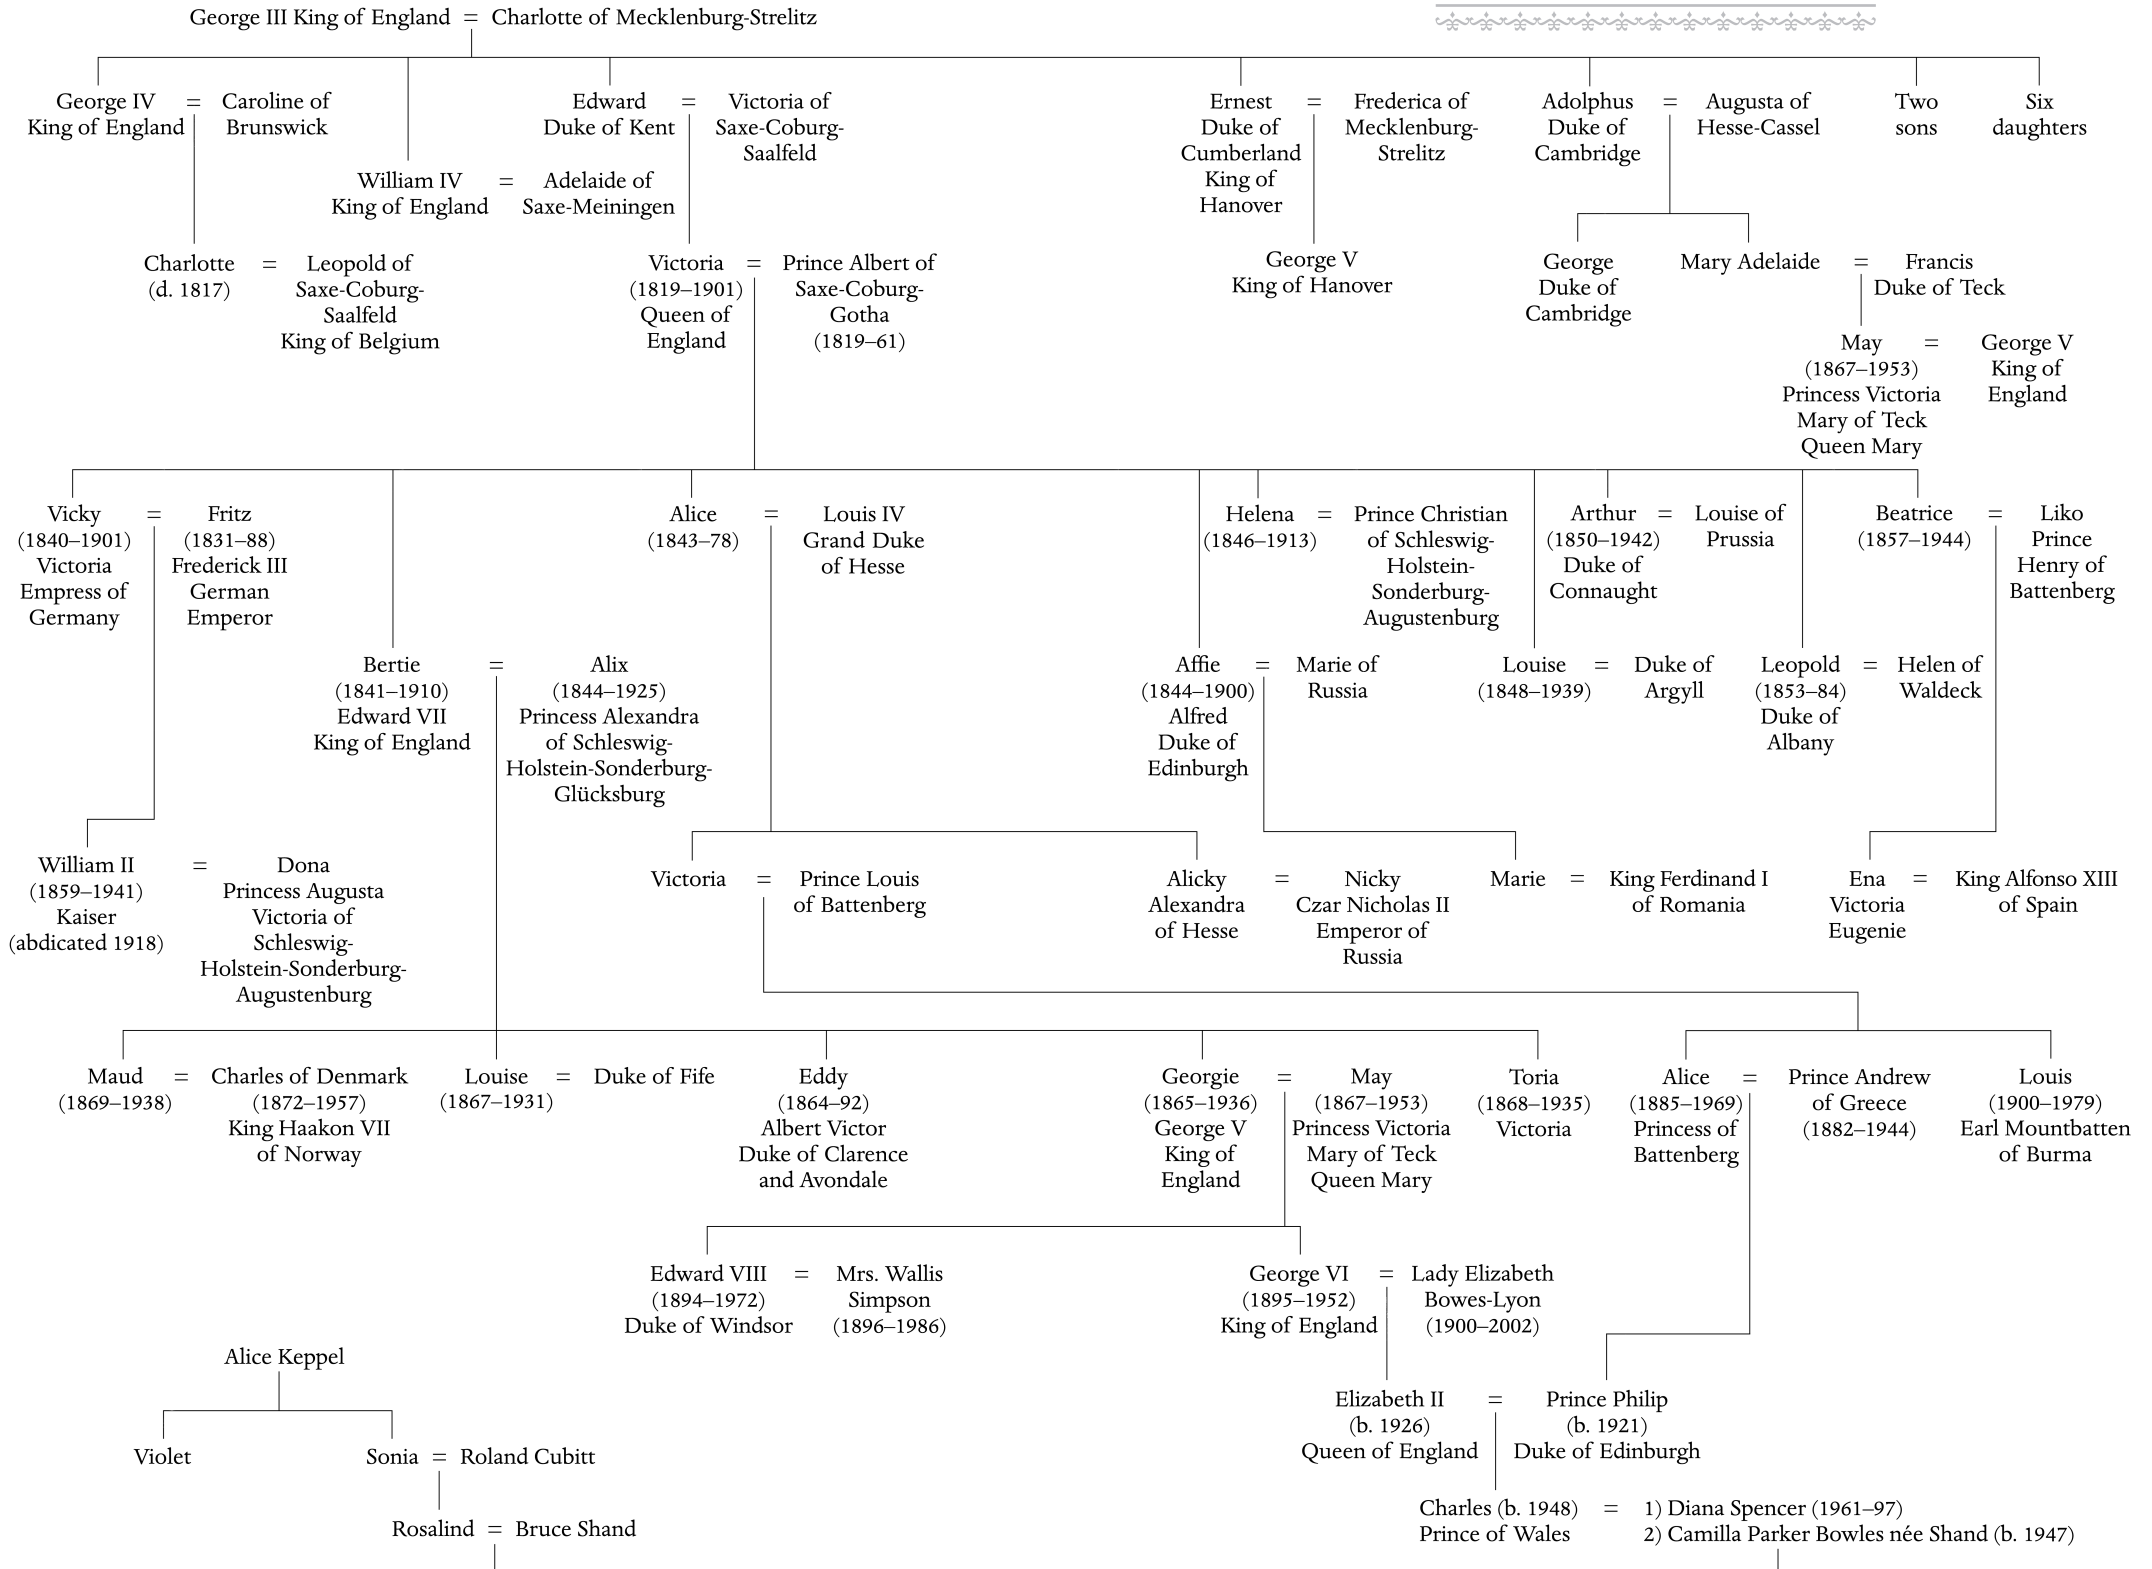 George III King of England = Charlotte of Mecklenburg-Strelitz
George IV
King of England
=
Caroline of
Brunswick
Edward
Duke of Kent
=
Victoria of
Saxe-Coburg-
Saalfeld
Ernest
Duke of
Cumberland
King of
Hanover
=
Frederica of
Mecklenburg-
Strelitz
Adolphus
Duke of
Cambridge
=
Augusta of
Hesse-Cassel
Two
sons
Six
daughters
William IV
King of England
=
Adelaide of
Saxe-Meiningen
Charlotte
(d. 1817)
=
Leopold of
Saxe-Coburg-
Saalfeld
King of Belgium
Victoria
(1819–1901)
Queen of
England
=
Prince Albert of
Saxe-Coburg-
Gotha
(1819–61)
George V
King of Hanover
George
Duke of
Cambridge
Mary Adelaide
=
Francis
Duke of Teck
May
(1867–1953)
Princess Victoria
Mary of Teck
Queen Mary
=
George V
King of
England
Vicky
(1840–1901)
Victoria
Empress of
Germany
=
Fritz
(1831–88)
Frederick III
German
Emperor
Alice
(1843–78)
=
Louis IV
Grand Duke
of Hesse
Helena
(1846–1913)
=
Prince Christian
of Schleswig-
Holstein-
Sonderburg-
Augustenburg
Arthur
(1850–1942)
Duke of
Connaught
=
Louise of
Prussia
Beatrice
(1857–1944)
=
Liko
Prince
Henry of
Battenberg
Bertie
(1841–1910)
Edward VII
King of England
=
Alix
(1844–1925)
Princess Alexandra
of Schleswig-
Holstein-Sonderburg-
Glücksburg
Affie
(1844–1900)
Alfred
Duke of
Edinburgh
=
Marie of
Russia
Louise
(1848–1939)
=
Duke of
Argyll
Leopold
(1853–84)
Duke of
Albany
=
Helen of
Waldeck
William II
(1859–1941)
Kaiser
(abdicated 1918)
=
Dona
Princess Augusta
Victoria of
Schleswig-
Holstein-Sonderburg-
Augustenburg
Victoria
=
Prince Louis
of Battenberg
Alicky
Alexandra
of Hesse
=
Nicky
Czar Nicholas II
Emperor of
Russia
Marie
=
King Ferdinand I
of Romania
Ena
Victoria
Eugenie
=
King Alfonso XIII
of Spain
Maud
(1869–1938)
=
Charles of Denmark
(1872–1957)
King Haakon VII
of Norway
Louise
(1867–1931)
=
Duke of Fife
Eddy
(1864–92)
Albert Victor
Duke of Clarence
and Avondale
Georgie
(1865–1936)
George V
King of
England
=
May
(1867–1953)
Princess Victoria
Mary of Teck
Queen Mary
Toria
(1868–1935)
Victoria
Alice
(1885–1969)
Princess of
Battenberg
=
Prince Andrew
of Greece
(1882–1944)
Louis
(1900–1979)
Earl Mountbatten
of Burma
Edward VIII
(1894–1972)
Duke of Windsor
=
Mrs. Wallis
Simpson
(1896–1986)
George VI
(1895–1952)
King of England
=
Lady Elizabeth
Bowes-Lyon
(1900–2002)
Alice Keppel
Elizabeth II
(b. 1926)
Queen of England
=
Prince Philip
(b. 1921)
Duke of Edinburgh
Violet
Sonia = Roland Cubitt
Rosalind = Bruce Shand
Charles (b. 1948)
Prince of Wales
=
1) Diana Spencer (1961–97)
2) Camilla Parker Bowles née Shand (b. 1947)